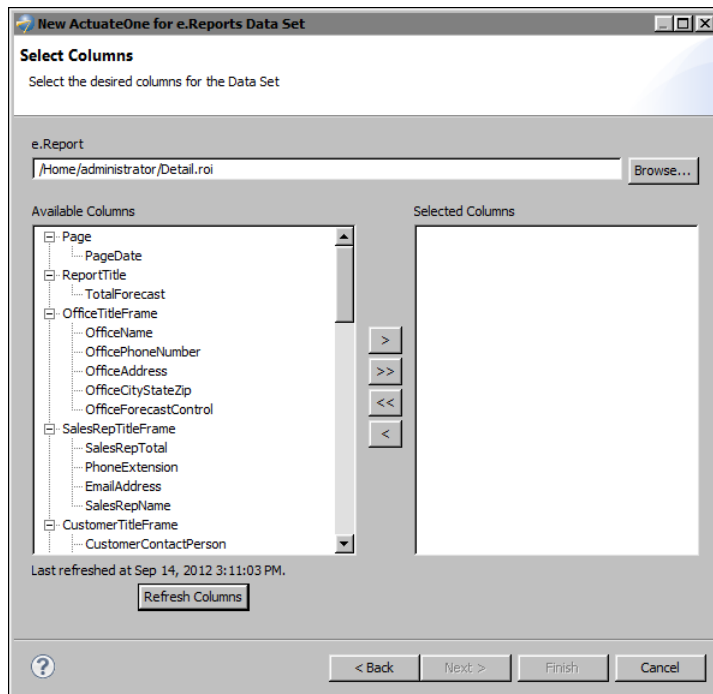 New ActuateOne for e.Reports Data Set
Select Columns
Select the desired columns for the Data Set
e.Report
/Home/administrator/Detail.roi
Browse...
Available Columns
Page
PageDate
ReportTitle
TotalForecast
OfficeTitleFrame
OfficeName
OfficePhoneNumber
OfficeAddress
OfficeCityStateZip
OfficeForecastControl
SalesRepTitleFrame
SalesRepTotal
PhoneExtension
EmailAddress
SalesRepName
CustomerTitleFrame
CustomerContactPerson
>
>>
<<
<
Selected Columns
Last refreshed at Sep 14, 2012 3:11:03 PM.
Refresh Columns
?
< Back
Next >
Finish
Cancel